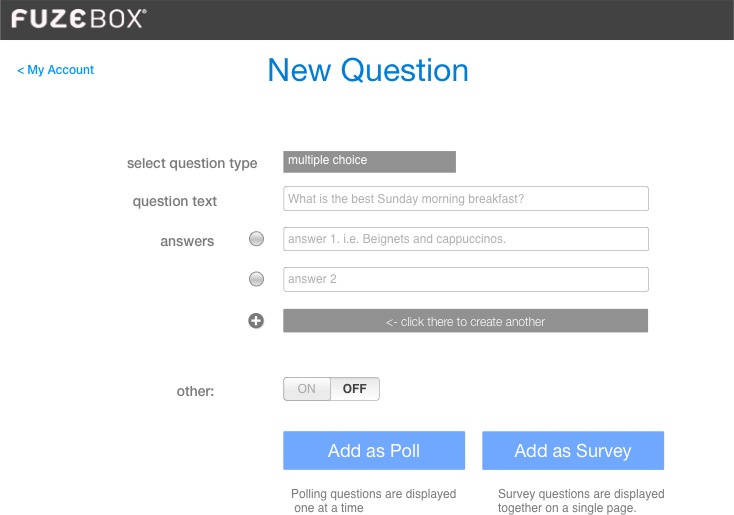 FUZEBOX®
< My Account
New Question
select question type multiple choice
question text What is the best Sunday morning breakfast?
answers answer 1. i.e. Beignets and cappuccinos.
answer 2
<- click there to create another
other: ON OFF
Add as Poll Add as Survey
Polling questions are displayed Survey questions are displayed
one at a time together on a single page.